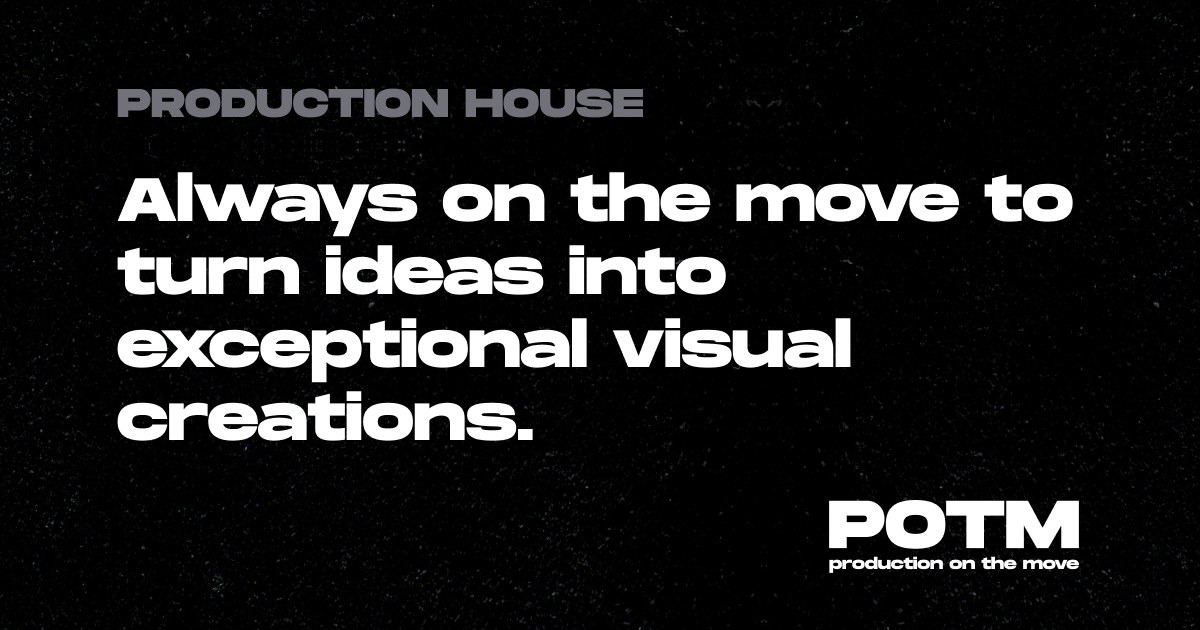 PRODUCTION HOUSE
Always on the move to
turn ideas into
exceptional visual
creations.
POTM
production on the move